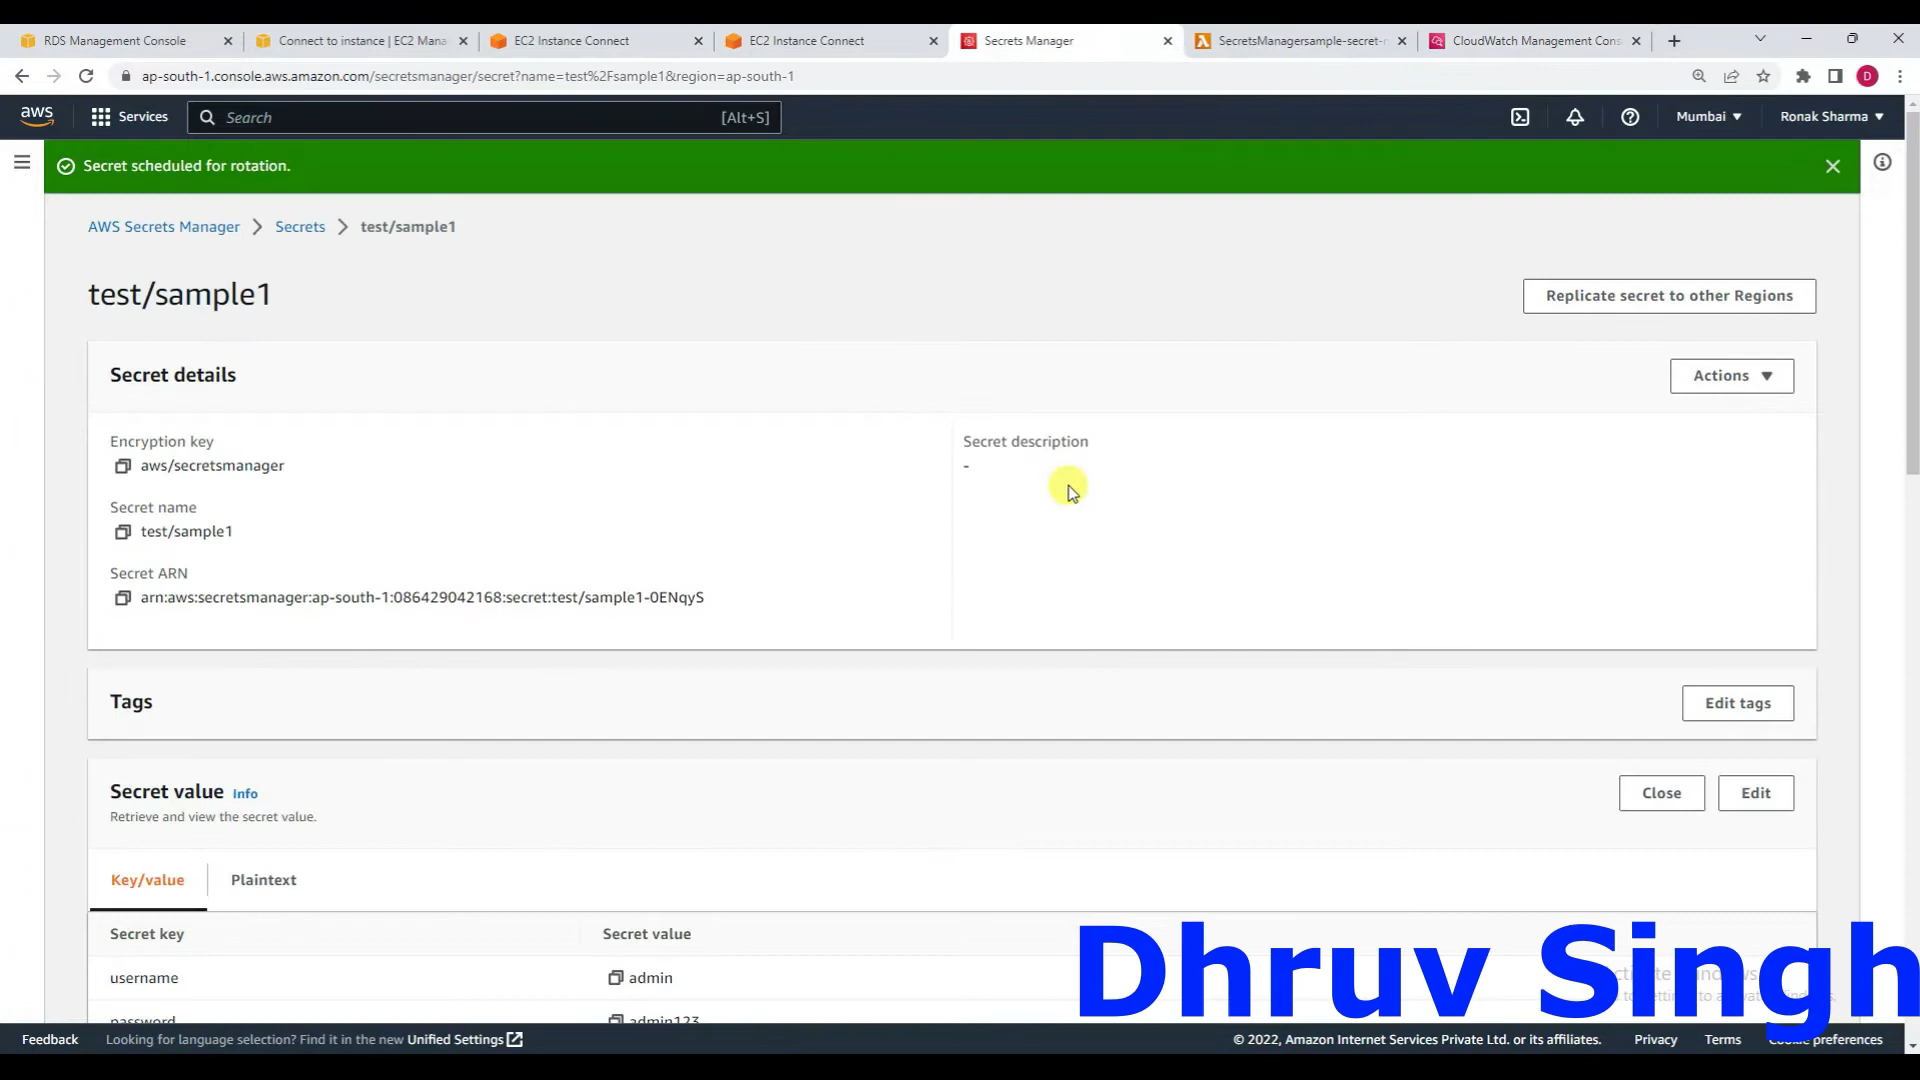 RDS Management Console
Connect to instance | EC2 Mana
EC2 Instance Connect
EC2 Instance Connect
Secrets Manager
SecretsManagersample-secret-r
CloudWatch Management Cons
ap-south-1.console.aws.amazon.com/secretsmanager/secret?name=test%2Fsample1&region=ap-south-1
D
aws
Services
Search
[Alt+S]
Mumbai
Ronak Sharma
Secret scheduled for rotation.
AWS Secrets Manager
Secrets
test/sample1
test/sample1
Replicate secret to other Regions
Secret details
Actions
Encryption key
aws/secretsmanager
Secret description
-
Secret name
test/sample1
Secret ARN
arn:aws:secretsmanager:ap-south-1:086429042168:secret:test/sample1-0ENqyS
Tags
Edit tags
Secret value Info
Retrieve and view the secret value.
Close
Edit
Key/value
Plaintext
Secret key
Secret value
username
admin
password
admin123
Dhruv Singh
Feedback
Looking for language selection? Find it in the new Unified Settings
© 2022, Amazon Internet Services Private Ltd. or its affiliates.
Privacy
Terms
Cookie preferences